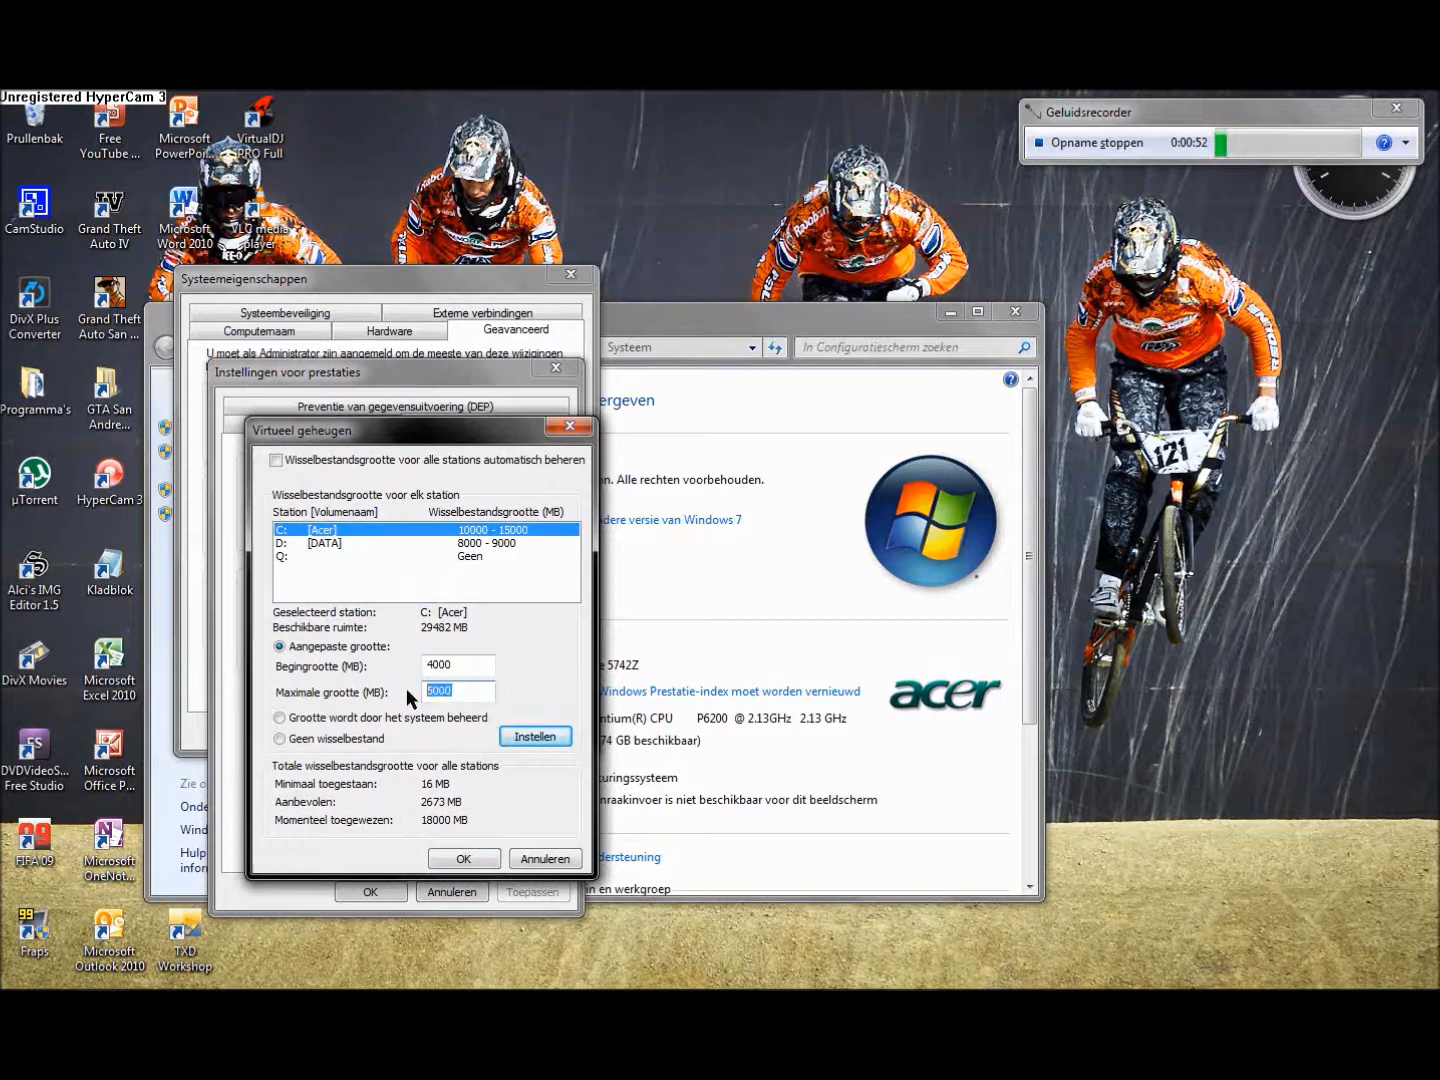 Unregistered HyperCam 3
Prullenbak
Free YouTube ...
Microsoft PowerPoi...
VirtualDJ PRO Full
CamStudio
Grand Theft Auto IV
Microsoft Word 2010
VLC media player
DivX Plus Converter
Grand Theft Auto San ...
Programma's
GTA San Andre...
µTorrent
HyperCam 3
Alci's IMG Editor 1.5
Kladblok
DivX Movies
Microsoft Excel 2010
DVDVideoS... Free Studio
Microsoft Office P...
FIFA 09
Microsoft OneNot...
99
Fraps
Microsoft Outlook 2010
TXD Workshop
Geluidsrecorder
Opname stoppen 0:00:52
121
Systeemeigenschappen
Systeembeveiliging Externe verbindingen
Computernaam Hardware Geavanceerd
U moet als Administrator zijn aangemeld om de meeste van deze wijzigingen
Instellingen voor prestaties
Preventie van gegevensuitvoering (DEP)
Virtueel geheugen
Wisselbestandsgrootte voor alle stations automatisch beheren
Wisselbestandsgrootte voor elk station
Station [Volumenaam] Wisselbestandsgrootte (MB)
C: [Acer] 10000 - 15000
D: [DATA] 8000 - 9000
Q: Geen
Geselecteerd station: C: [Acer]
Beschikbare ruimte: 29482 MB
Aangepaste grootte:
Begingrootte (MB): 4000
Maximale grootte (MB): 5000
Grootte wordt door het systeem beheerd
Geen wisselbestand
Instellen
Totale wisselbestandsgrootte voor alle stations
Minimaal toegestaan: 16 MB
Aanbevolen: 2673 MB
Momenteel toegewezen: 18000 MB
OK Annuleren
OK Annuleren Toepassen
Systeem
In Configuratiescherm zoeken
ergeven
on. Alle rechten voorbehouden.
dere versie van Windows 7
e 5742Z
Windows Prestatie-index moet worden vernieuwd
entium(R) CPU P6200 @ 2.13GHz 2.13 GHz
74 GB beschikbaar)
uringssysteem
nraakinvoer is niet beschikbaar voor dit beeldscherm
dersteuning
n en werkgroep
acer
Zie o
Onde
Wind
Hulp
infor